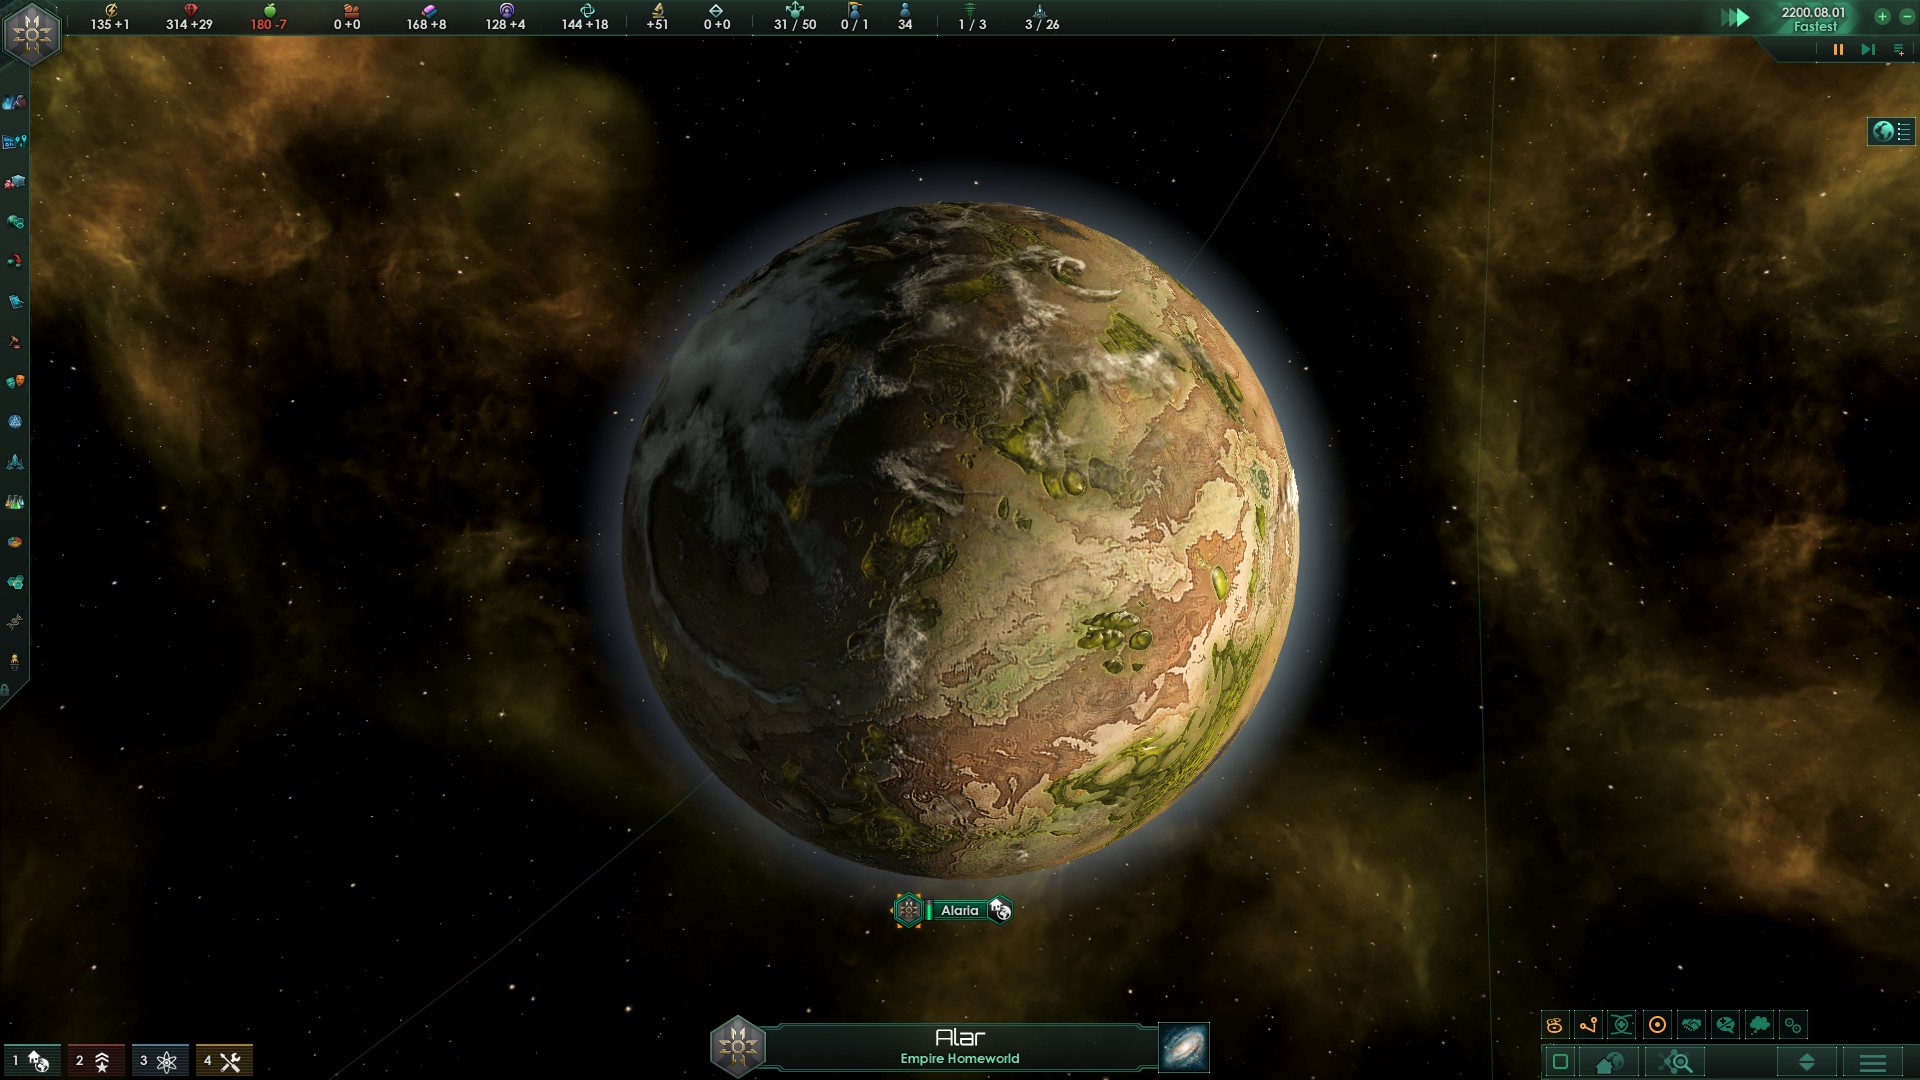 135 +1 314 +29 180 -7 0 +0 168 +8 128 +4 144 +18 +51 0 +0 31 / 50 0 / 1 34 1 / 3 3 / 26 2200.08.01
Fastest
Alaria
Alar
Empire Homeworld
1 2 3 4